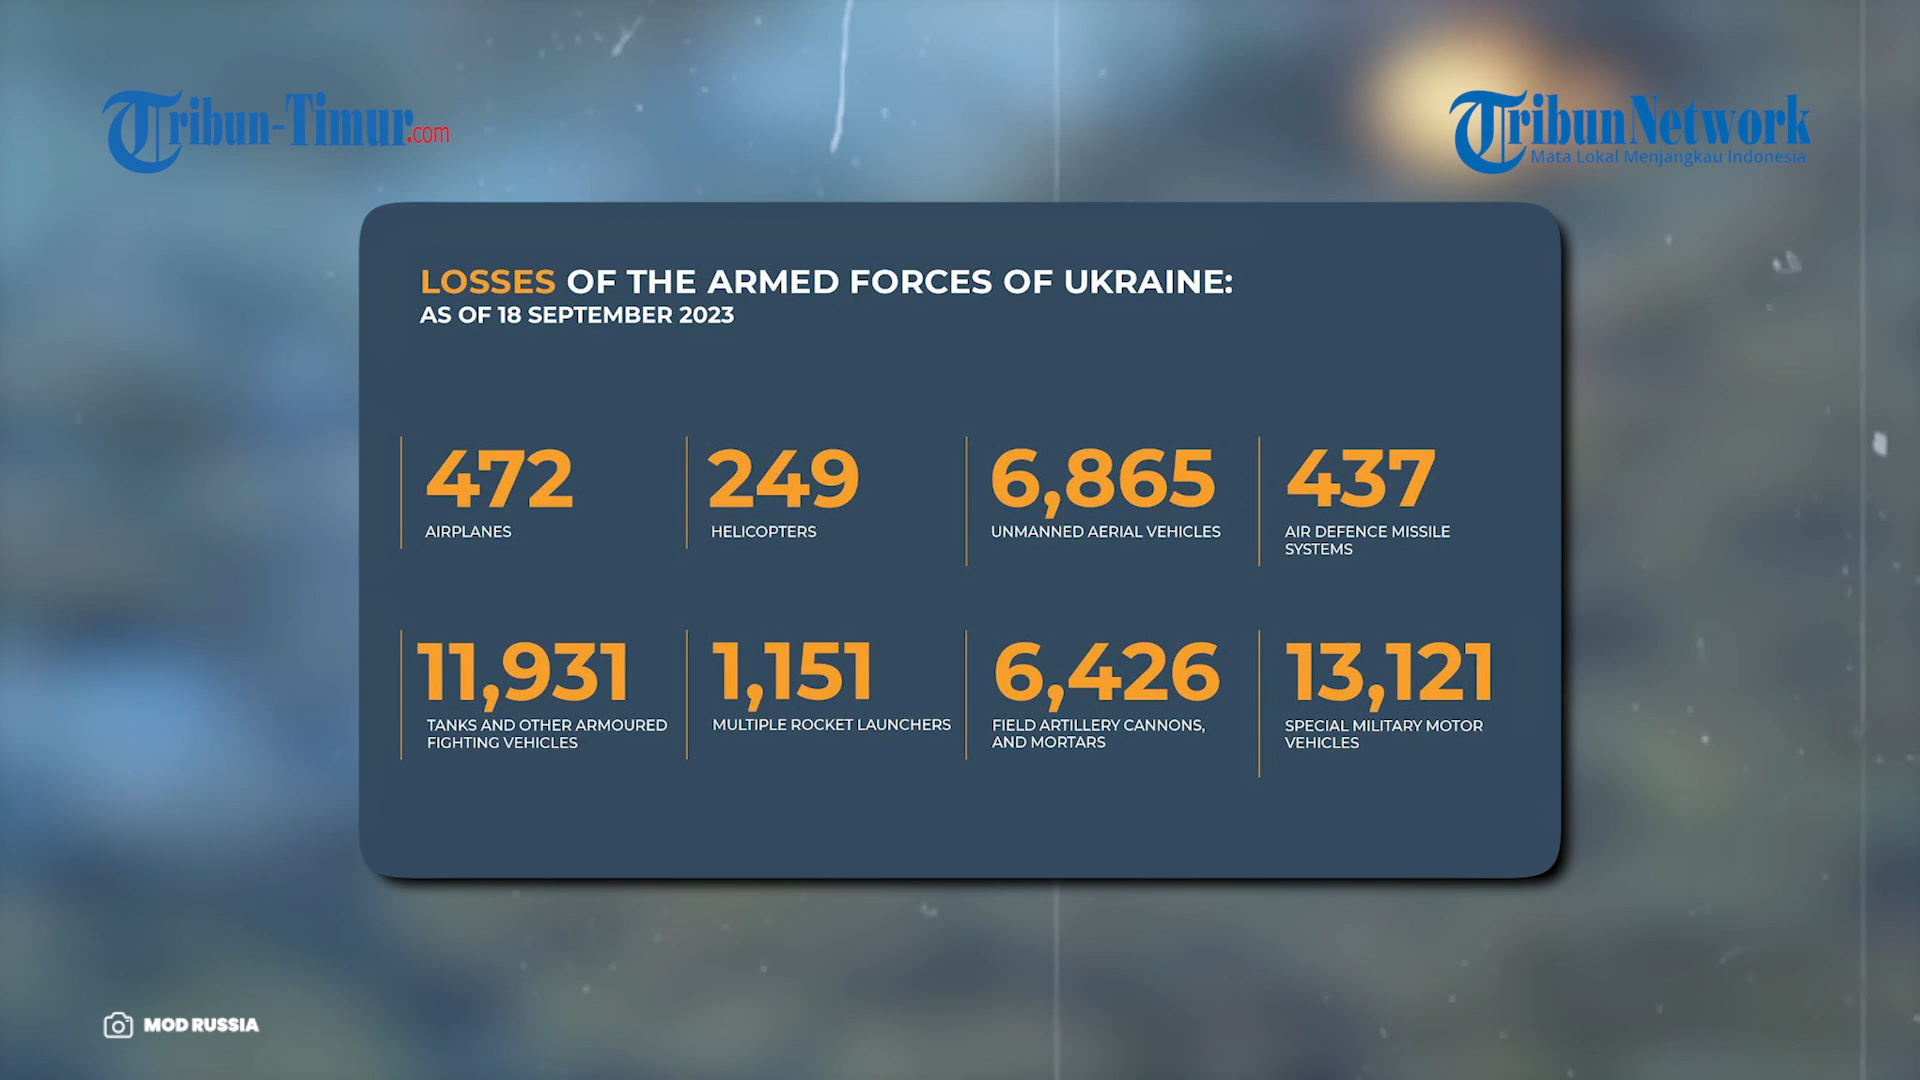 Tribun-Timur.com
TribunNetwork
Mata Lokal Menjangkau Indonesia
LOSSES OF THE ARMED FORCES OF UKRAINE:
AS OF 18 SEPTEMBER 2023
472
AIRPLANES
249
HELICOPTERS
6,865
UNMANNED AERIAL VEHICLES
437
AIR DEFENCE MISSILE
SYSTEMS
11,931
TANKS AND OTHER ARMOURED
FIGHTING VEHICLES
1,151
MULTIPLE ROCKET LAUNCHERS
6,426
FIELD ARTILLERY CANNONS,
AND MORTARS
13,121
SPECIAL MILITARY MOTOR
VEHICLES
MOD RUSSIA